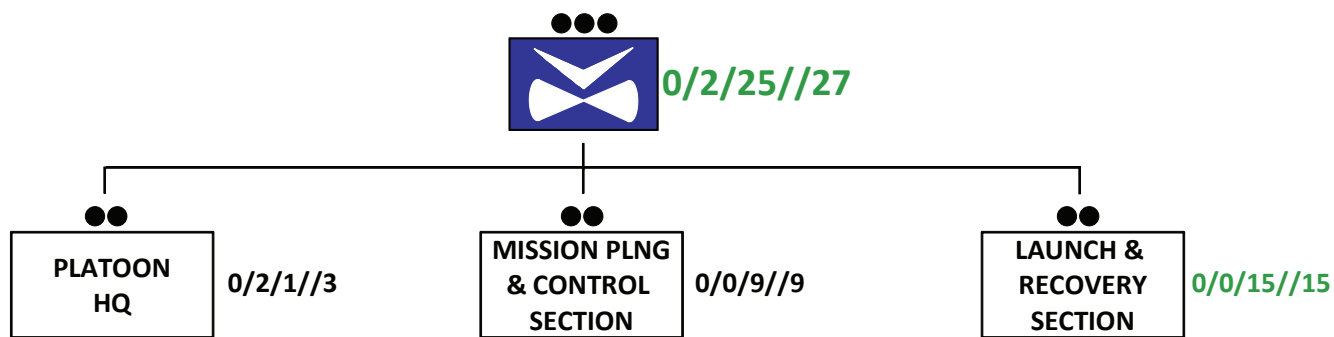 0/2/25//27
PLATOON
HQ
0/2/1//3
MISSION PLNG
& CONTROL
SECTION
0/0/9//9
LAUNCH &
RECOVERY
SECTION
0/0/15//15